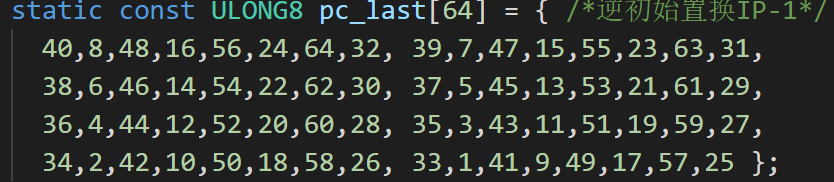 static const ULONG8 pc_last[64] = { /*逆初始置换IP-1*/
40,8,48,16,56,24,64,32, 39,7,47,15,55,23,63,31,
38,6,46,14,54,22,62,30, 37,5,45,13,53,21,61,29,
36,4,44,12,52,20,60,28, 35,3,43,11,51,19,59,27,
34,2,42,10,50,18,58,26, 33,1,41,9,49,17,57,25 };